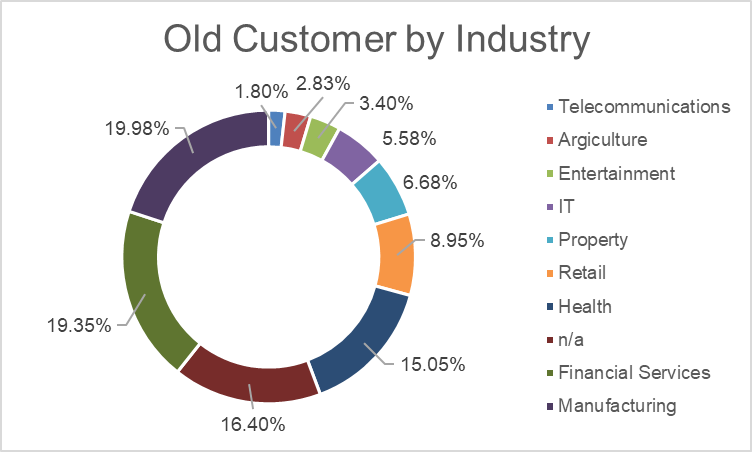 Old Customer by Industry
1.80%
2.83%
3.40%
5.58%
6.68%
8.95%
15.05%
16.40%
19.35%
19.98%
Telecommunications
Argiculture
Entertainment
IT
Property
Retail
Health
n/a
Financial Services
Manufacturing